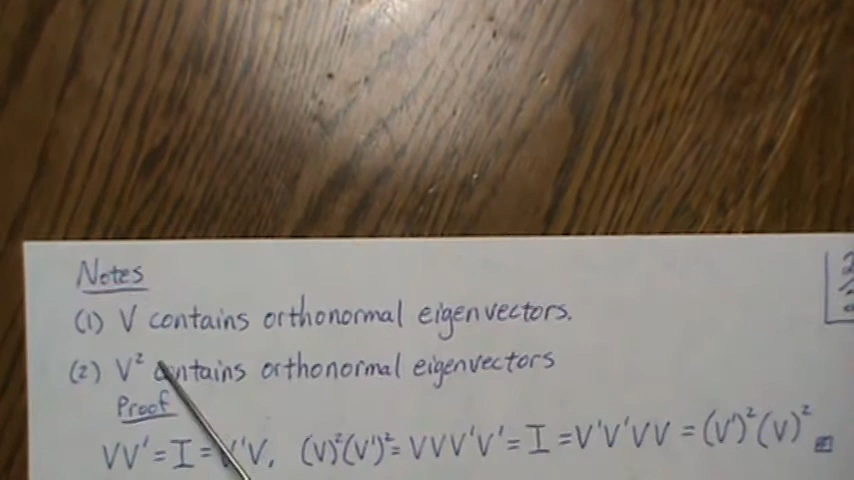 Notes
(1) V contains orthonormal eigenvectors.
(2) V² contains orthonormal eigenvectors
Proof
VV' = I = V'V, (V)²(V')² = VVV'V' = I = V'V'VV = (V')²(V)²